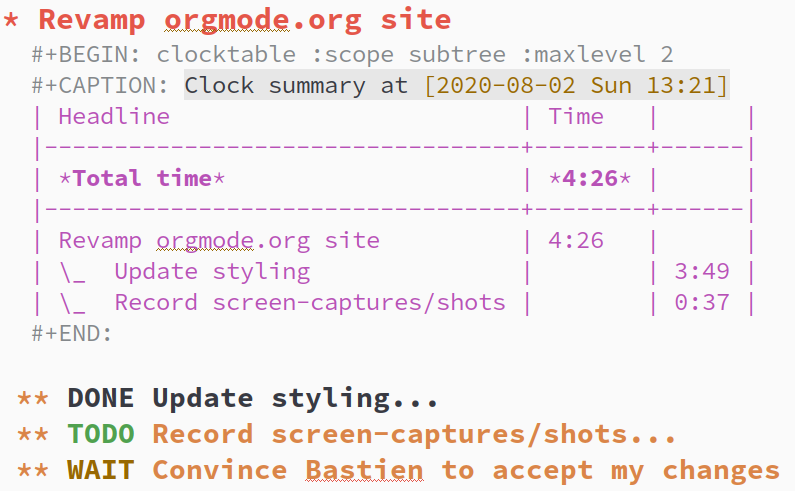 * Revamp orgmode.org site
#+BEGIN: clocktable :scope subtree :maxlevel 2
#+CAPTION: Clock summary at [2020-08-02 Sun 13:21]
| Headline                         | Time   |      |
|----------------------------------+--------+------|
| *Total time*                     | *4:26* |      |
|----------------------------------+--------+------|
| Revamp orgmode.org site          | 4:26   |      |
| \_  Update styling               |        | 3:49 |
| \_  Record screen-captures/shots |        | 0:37 |
#+END:
** DONE Update styling...
** TODO Record screen-captures/shots...
** WAIT Convince Bastien to accept my changes